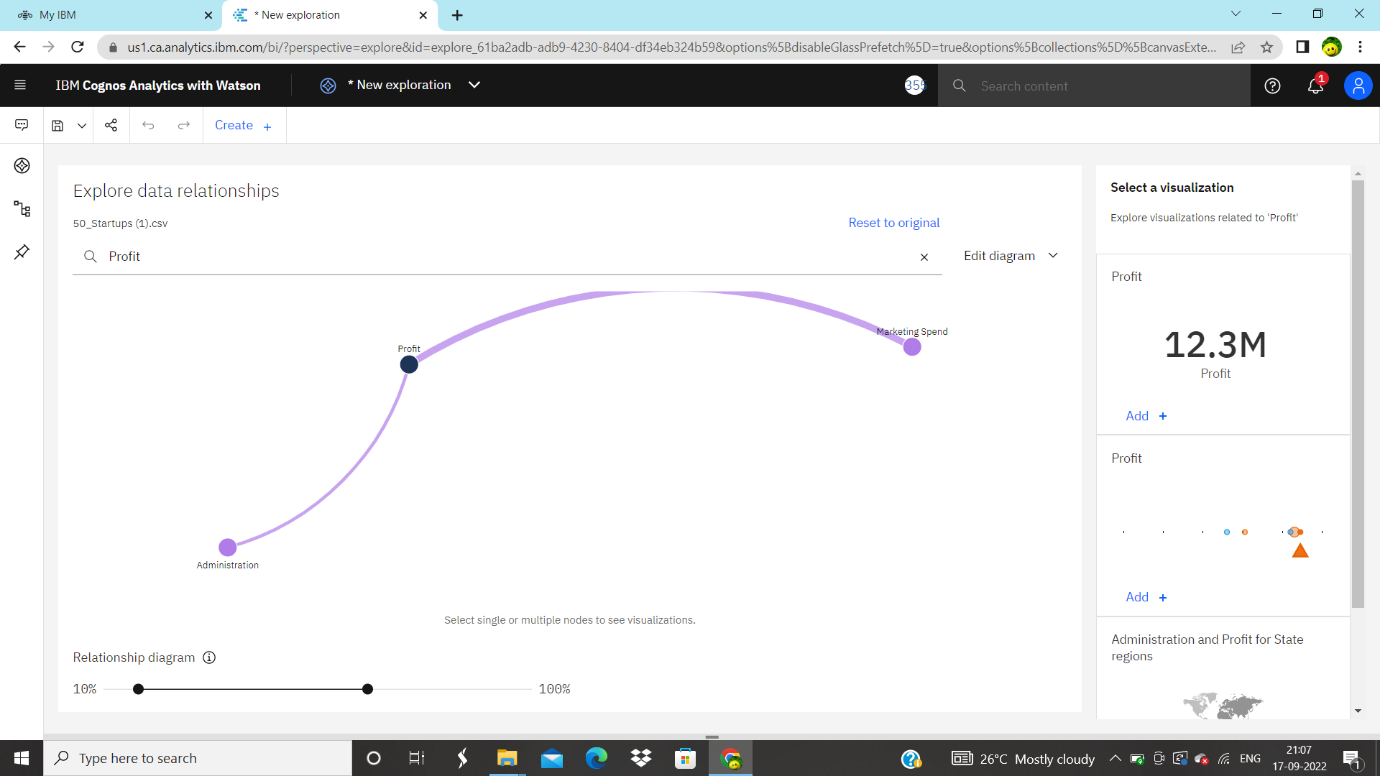 My IBM
* New exploration
us1.ca.analytics.ibm.com/bi/?perspective=explore&id=explore_61ba2adb-adb9-4230-8404-df34eb324b59&options%5BdisableGlassPrefetch%5D=true&options%5Bcollections%5D%5BcanvasExte...
IBM Cognos Analytics with Watson
* New exploration
355
Search content
1
Create +
Explore data relationships
50_Startups (1).csv
Reset to original
Profit
Edit diagram
Profit
Marketing Spend
Administration
Select single or multiple nodes to see visualizations.
Relationship diagram
10%
100%
Select a visualization
Explore visualizations related to 'Profit'
Profit
12.3M
Profit
Add +
Profit
Add +
Administration and Profit for State
regions
Type here to search
26°C Mostly cloudy
ENG
21:07
17-09-2022
1